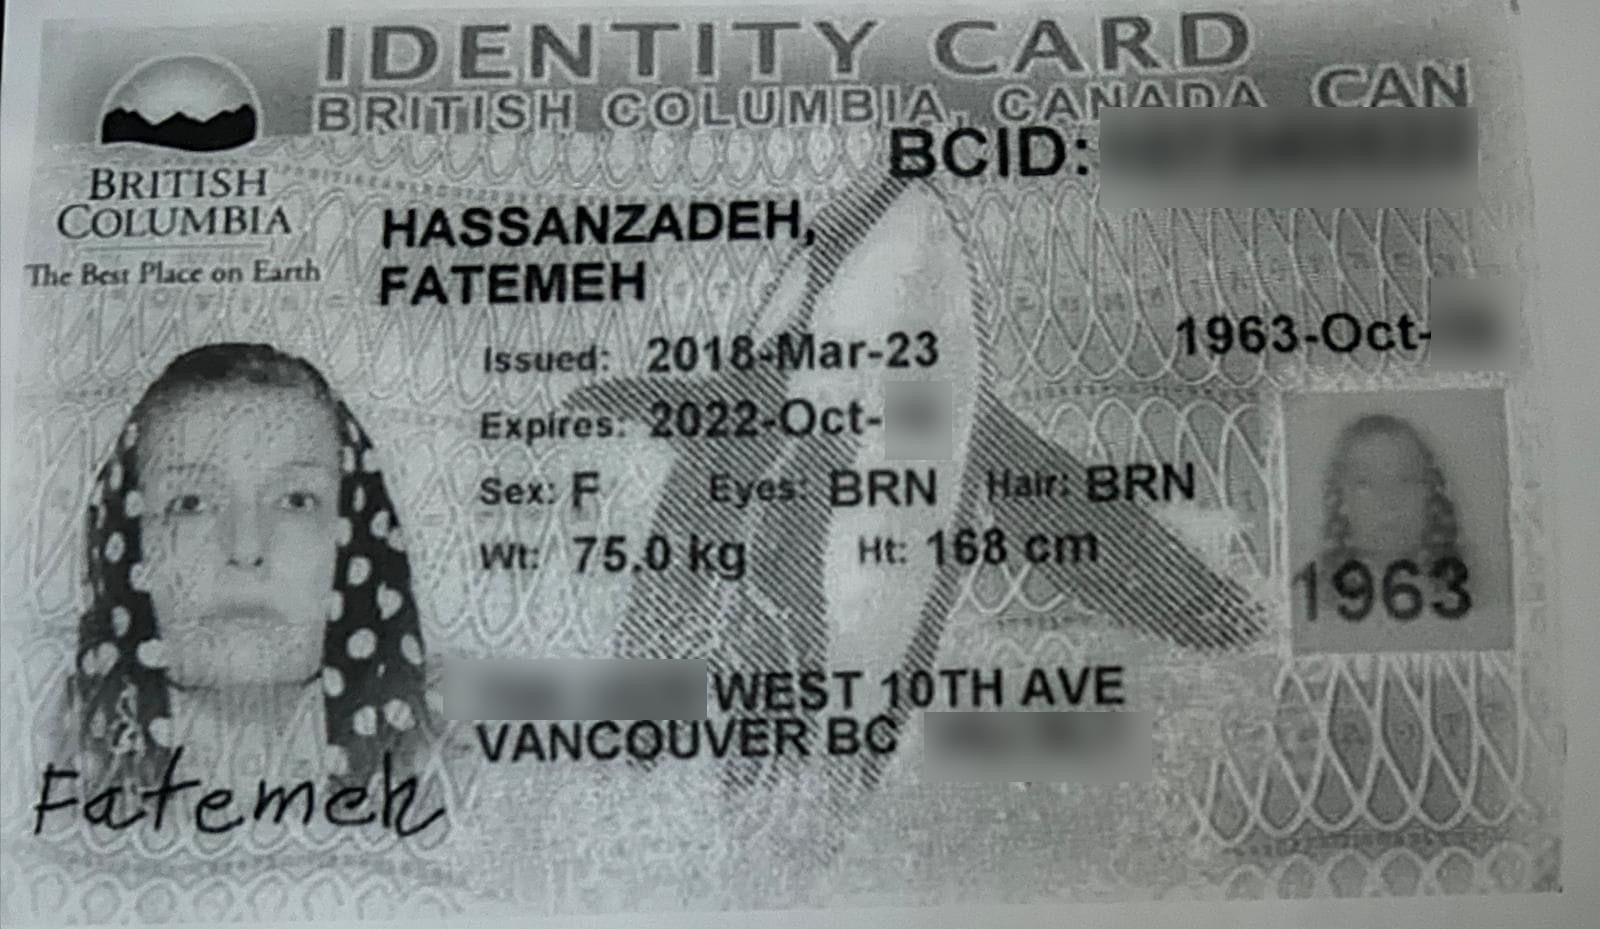 IDENTITY CARD
BRITISH COLUMBIA, CANADA CAN
BCID:
BRITISH
COLUMBIA
The Best Place on Earth
HASSANZADEH,
FATEMEH
Issued: 2018-Mar-23
1963-Oct-
Expires: 2022-Oct-
Sex: F Eyes: BRN Hair: BRN
Wt: 75.0 kg Ht: 168 cm
1963
WEST 10TH AVE
VANCOUVER BC
Fatemeh